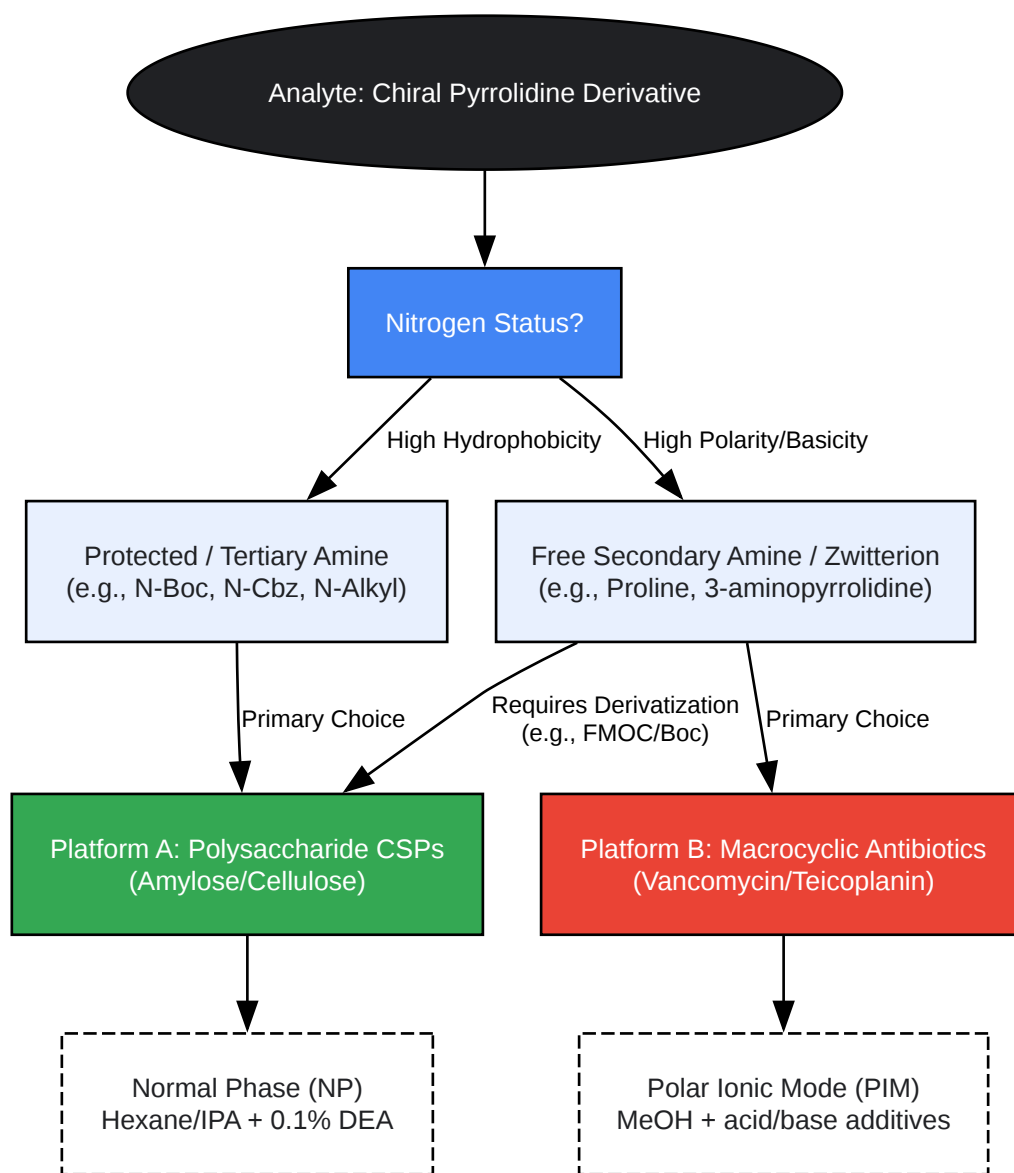 Analyte: Chiral Pyrrolidine Derivative
Nitrogen Status?
High Hydrophobicity
High Polarity/Basicity
Protected / Tertiary Amine
(e.g., N-Boc, N-Cbz, N-Alkyl)
Free Secondary Amine / Zwitterion
(e.g., Proline, 3-aminopyrrolidine)
Primary Choice
Requires Derivatization
(e.g., FMOC/Boc)
Primary Choice
Platform A: Polysaccharide CSPs
(Amylose/Cellulose)
Platform B: Macrocyclic Antibiotics
(Vancomycin/Teicoplanin)
Normal Phase (NP)
Hexane/IPA + 0.1% DEA
Polar Ionic Mode (PIM)
MeOH + acid/base additives